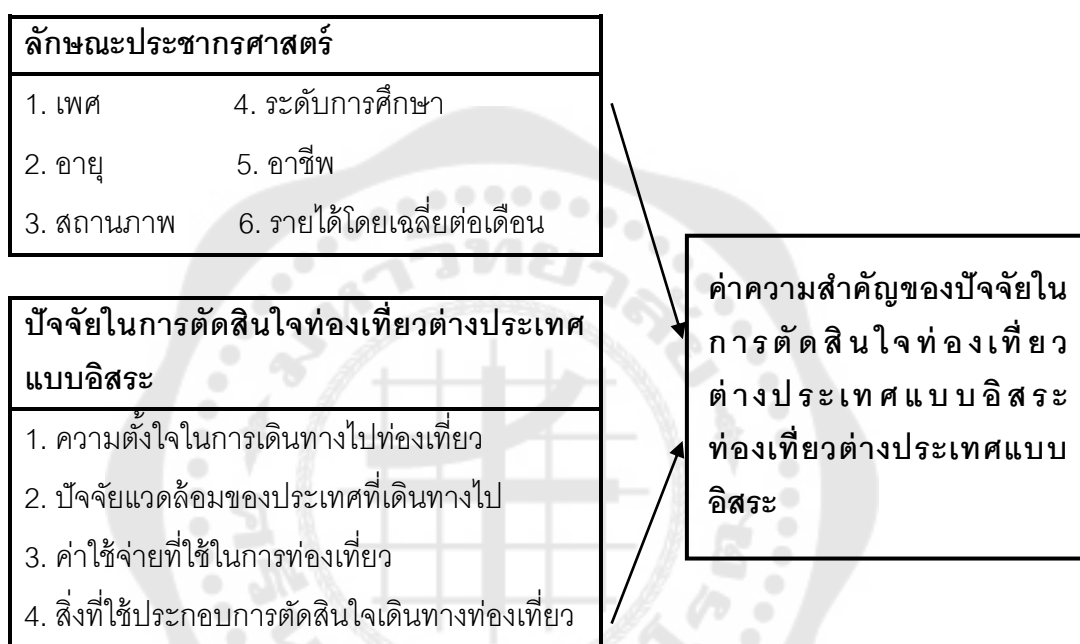 ลักษณะประชากรศาสตร์
1. เพศ 4. ระดับการศึกษา
2. อายุ 5. อาชีพ
3. สถานภาพ 6. รายได้โดยเฉลี่ยต่อเดือน
ปัจจัยในการตัดสินใจท่องเที่ยวต่างประเทศ
แบบอิสระ
1. ความตั้งใจในการเดินทางไปท่องเที่ยว
2. ปัจจัยแวดล้อมของประเทศที่เดินทางไป
3. ค่าใช้จ่ายที่ใช้ในการท่องเที่ยว
4. สิ่งที่ใช้ประกอบการตัดสินใจเดินทางท่องเที่ยว
ค่าความสำคัญของปัจจัยใน
การตัดสินใจท่องเที่ยว
ต่างประเทศแบบอิสระ
ท่องเที่ยวต่างประเทศแบบ
อิสระ